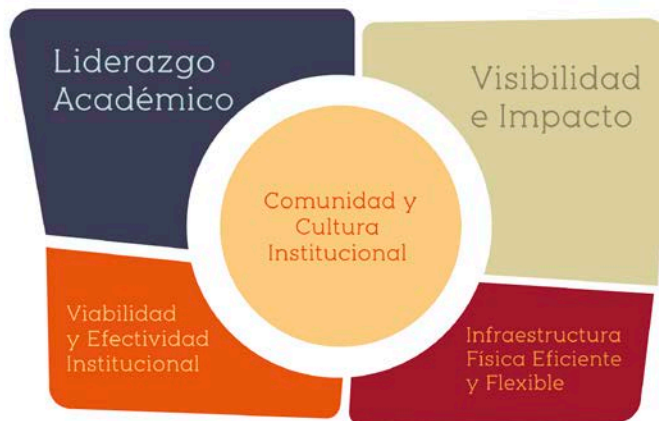 Liderazgo
Académico
Visibilidad
e Impacto
Comunidad y
Cultura
Institucional
Viabilidad
y Efectividad
Institucional
Infraestructura
Física Eficiente
y Flexible